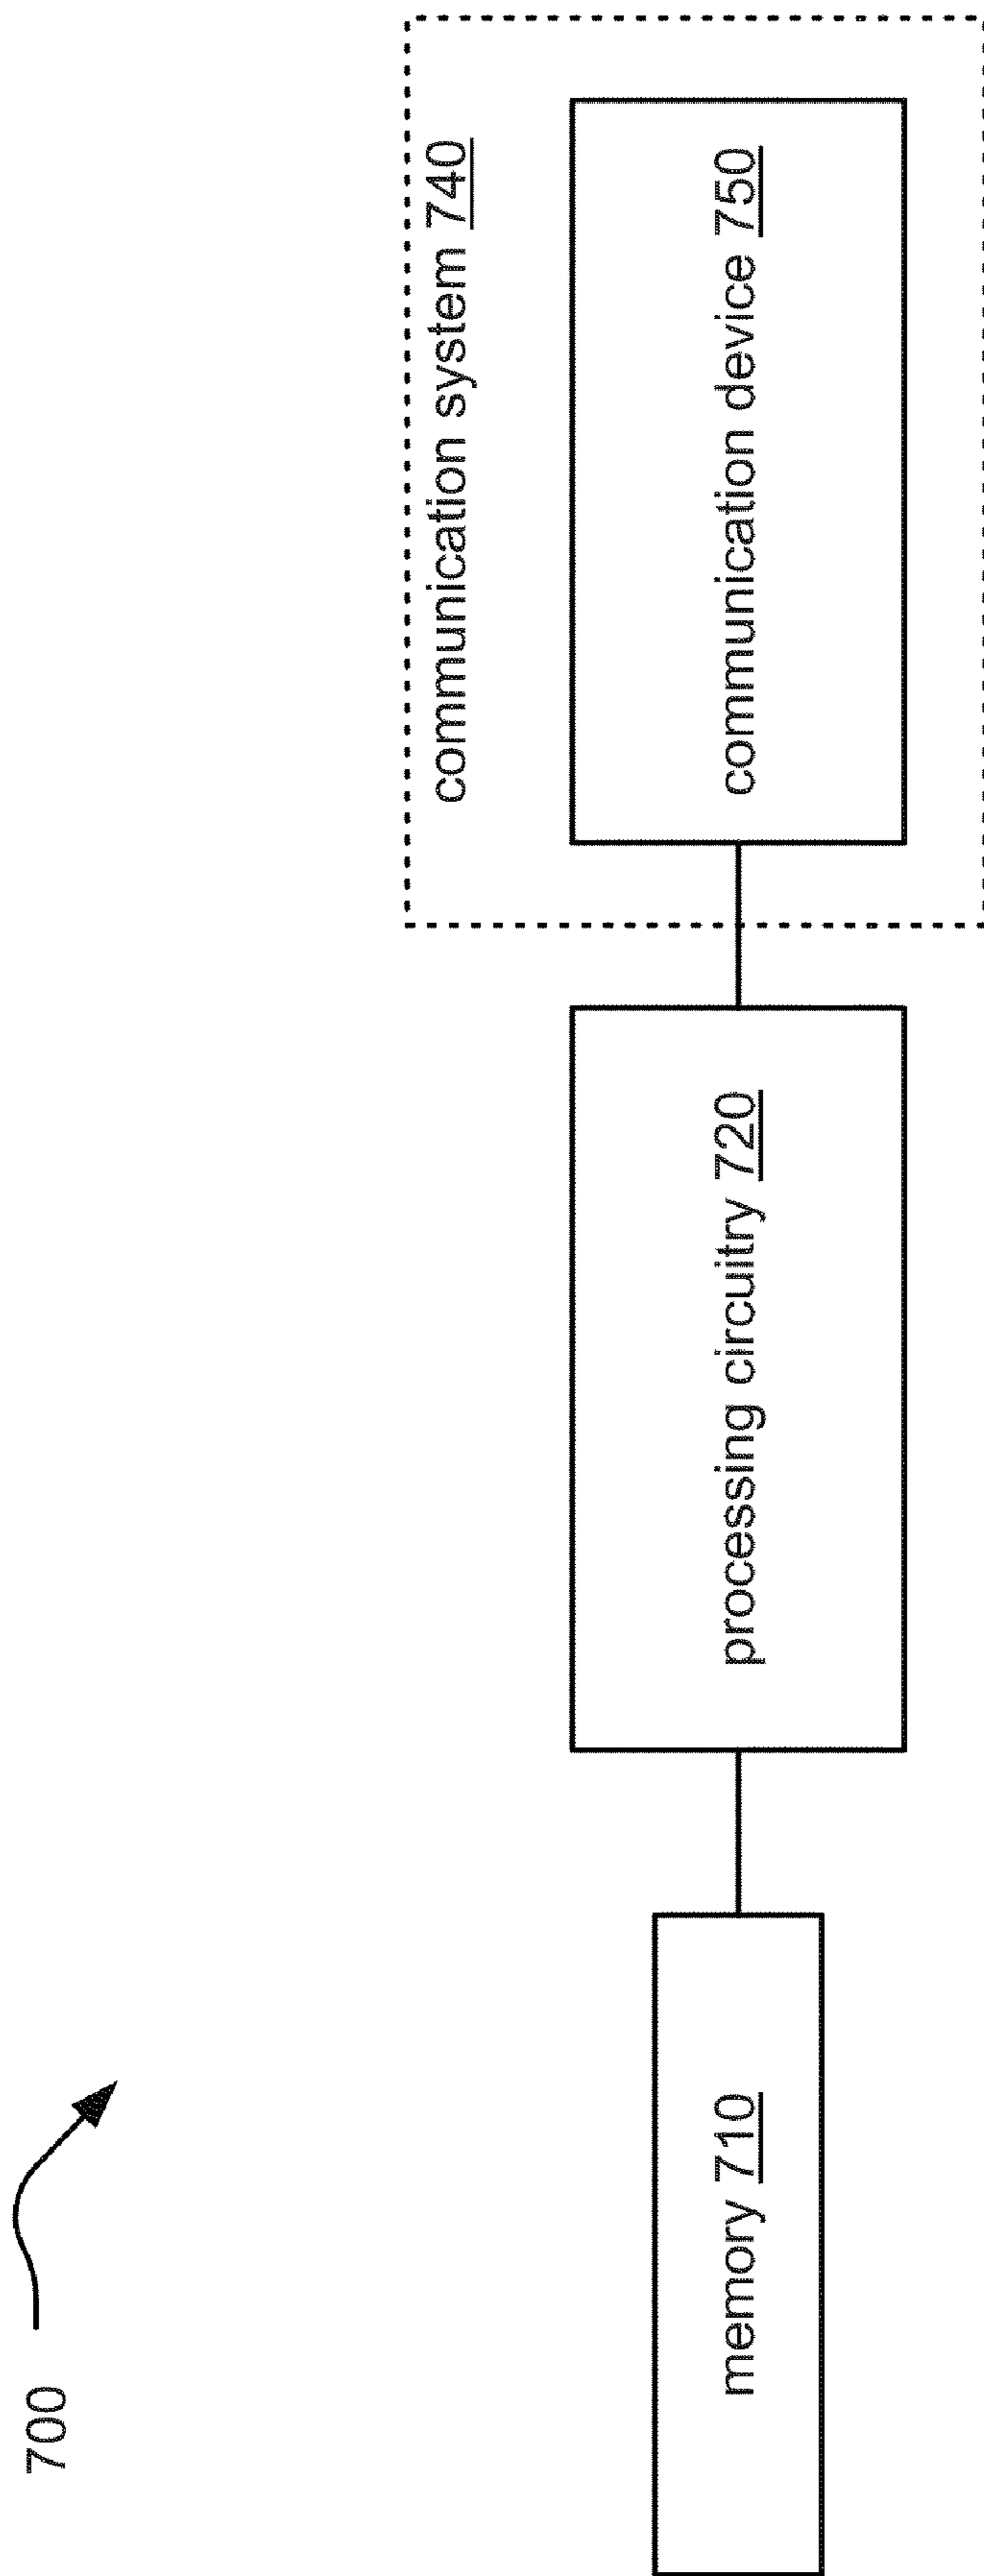 700
communication system 740
memory 710
processing circuitry 720
communication device 750